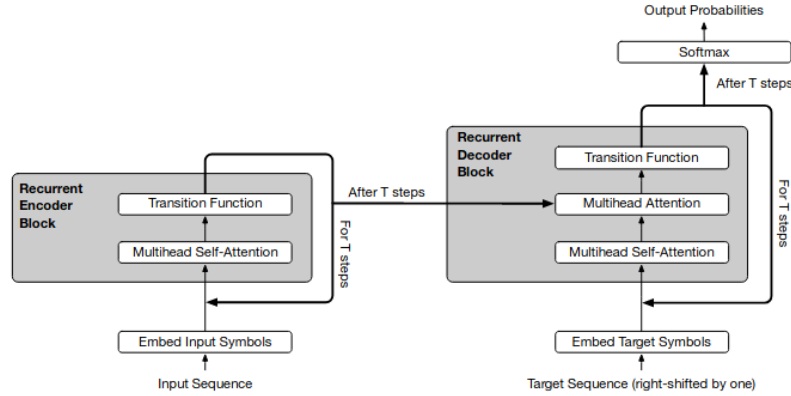 Output Probabilities
Softmax
After T steps
Recurrent
Decoder
Block
Transition Function
Recurrent
Encoder
Block
Transition Function
After T steps
Multihead Attention
For T steps
For T steps
Multihead Self-Attention
Multihead Self-Attention
Embed Input Symbols
Embed Target Symbols
Input Sequence
Target Sequence (right-shifted by one)